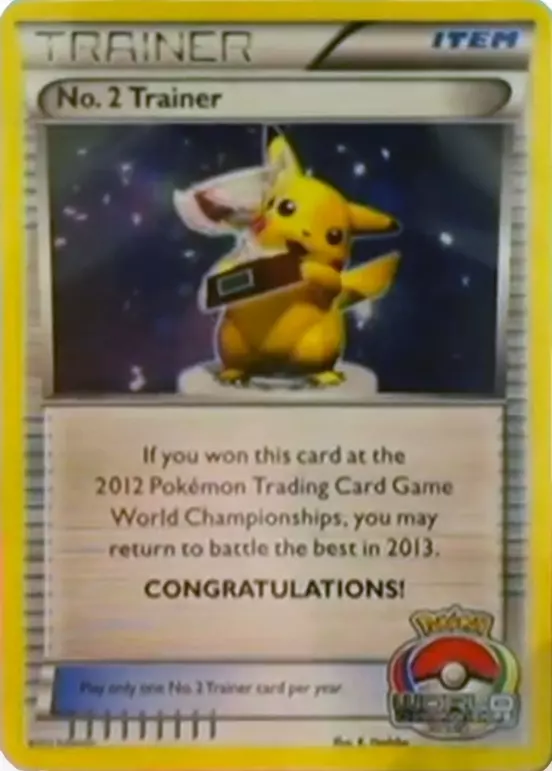 TRAINER
ITEM
No. 2 Trainer
If you won this card at the
2012 Pokémon Trading Card Game
World Championships, you may
return to battle the best in 2013.
CONGRATULATIONS!
Pokémon
WORLD
Play only one No. 2 Trainer card per year.